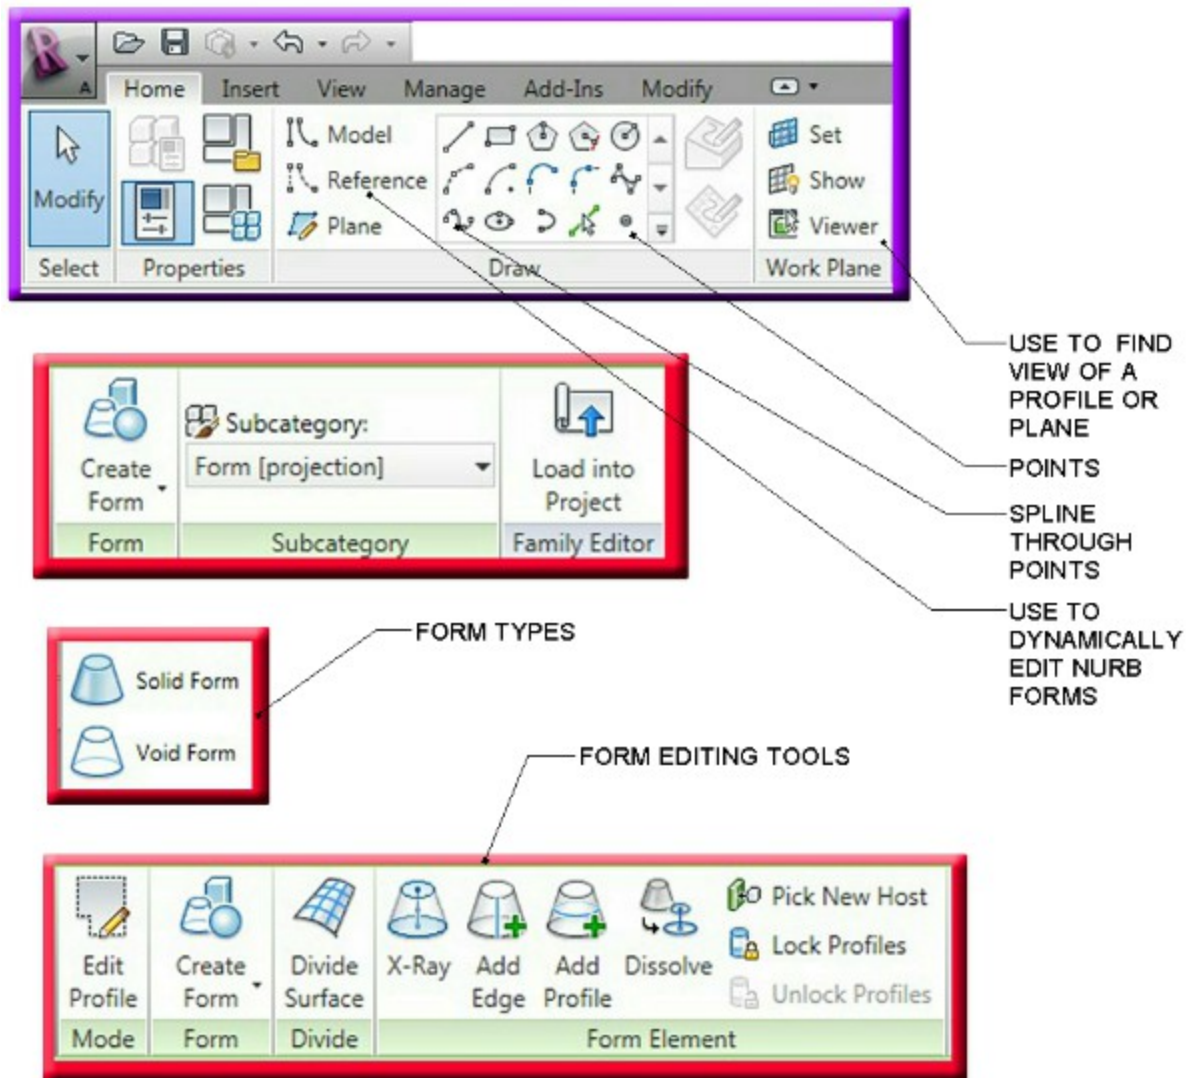 R
A
Home Insert View Manage Add-Ins Modify
Modify
Model
Reference
Plane
Set
Show
Viewer
Select Properties Draw Work Plane
USE TO FIND
VIEW OF A
PROFILE OR
PLANE
POINTS
SPLINE
THROUGH
POINTS
USE TO
DYNAMICALLY
EDIT NURB
FORMS
Create
Form
Subcategory:
Form [projection]
Load into
Project
Form Subcategory Family Editor
FORM TYPES
Solid Form
Void Form
FORM EDITING TOOLS
Edit
Profile
Create
Form
Divide
Surface
X-Ray
Add
Edge
Add
Profile
Dissolve
Pick New Host
Lock Profiles
Unlock Profiles
Mode Form Divide Form Element